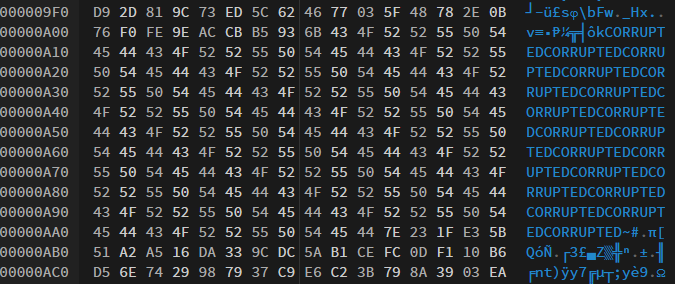 000009F0 D9 2D 81 9C 73 ED 5C 62 46 77 03 5F 48 78 2E 0B ┘-ü£sφ\bFw._Hx..
00000A00 76 F0 FE 9E AC CB B5 93 6B 43 4F 52 52 55 50 54 v≡■₧¼╦╡ôkCORRUPT
00000A10 45 44 43 4F 52 52 55 50 54 45 44 43 4F 52 52 55 EDCORRUPTEDCORRU
00000A20 50 54 45 44 43 4F 52 52 55 50 54 45 44 43 4F 52 PTEDCORRUPTEDCOR
00000A30 52 55 50 54 45 44 43 4F 52 52 55 50 54 45 44 43 RUPTEDCORRUPTEDC
00000A40 4F 52 52 55 50 54 45 44 43 4F 52 52 55 50 54 45 ORRUPTEDCORRUPTE
00000A50 44 43 4F 52 52 55 50 54 45 44 43 4F 52 52 55 50 DCORRUPTEDCORRUP
00000A60 54 45 44 43 4F 52 52 55 50 54 45 44 43 4F 52 52 TEDCORRUPTEDCORR
00000A70 55 50 54 45 44 43 4F 52 52 55 50 54 45 44 43 4F UPTEDCORRUPTEDCO
00000A80 52 52 55 50 54 45 44 43 4F 52 52 55 50 54 45 44 RRUPTEDCORRUPTED
00000A90 43 4F 52 52 55 50 54 45 44 43 4F 52 52 55 50 54 CORRUPTEDCORRUPT
00000AA0 45 44 43 4F 52 52 55 50 54 45 44 7E 23 1F E3 5B EDCORRUPTED~#.π[
00000AB0 51 A2 A5 16 DA 33 9C DC 5A B1 CE FC 0D F1 10 B6 QóÑ.┌3£▄Z▒╬ⁿ.±.╢
00000AC0 D5 6E 74 29 98 79 37 C9 E6 C2 3B 79 8A 39 03 EA ╒nt)ÿy7╔µ┬;yè9.Ω